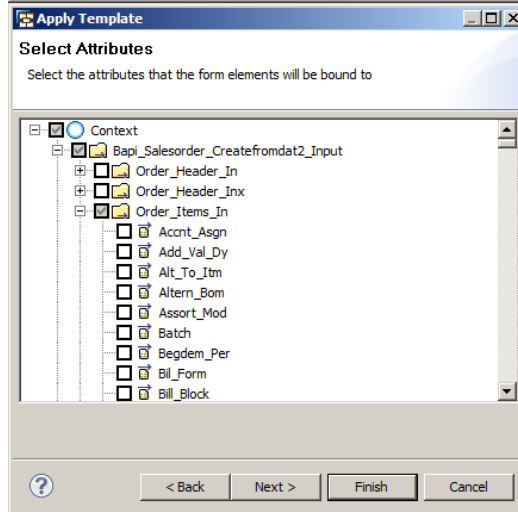 Apply Template
Select Attributes
Select the attributes that the form elements will be bound to
Context
Bapi_Salesorder_Createfromdat2_Input
Order_Header_In
Order_Header_Inx
Order_Items_In
Accnt_Asgn
Add_Val_Dy
Alt_To_Itm
Altern_Bom
Assort_Mod
Batch
Begdem_Per
Bil_Form
Bill_Block
? < Back Next > Finish Cancel